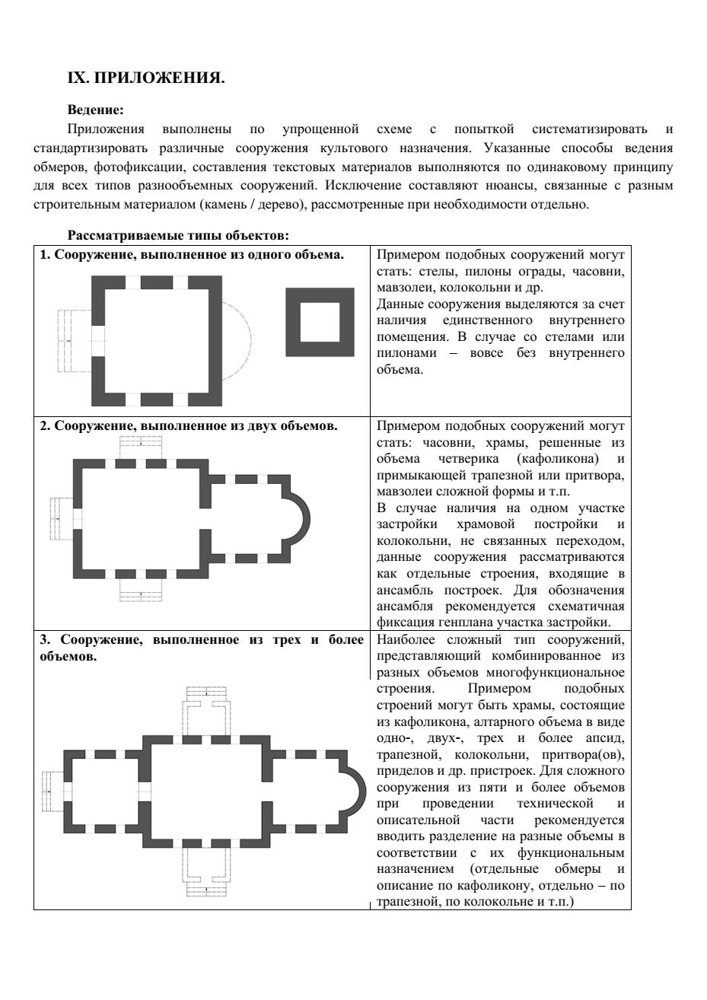 IX. ПРИЛОЖЕНИЯ.
Ведение:
Приложения выполнены по упрощенной схеме с попыткой систематизировать и
стандартизировать различные сооружения культового назначения. Указанные способы ведения
обмеров, фотофиксации, составления текстовых материалов выполняются по одинаковому принципу
для всех типов разнообъемных сооружений. Исключение составляют нюансы, связанные с разным
строительным материалом (камень / дерево), рассмотренные при необходимости отдельно.
Рассматриваемые типы объектов:
1. Сооружение, выполненное из одного объема.
Примером подобных сооружений могут
стать: стелы, пилоны ограды, часовни,
мавзолеи, колокольни и др.
Данные сооружения выделяются за счет
наличия единственного внутреннего
помещения. В случае со стелами или
пилонами – вовсе без внутреннего
объема.
2. Сооружение, выполненное из двух объемов.
Примером подобных сооружений могут
стать: часовни, храмы, решенные из
объема четверика (кафоликона) и
примыкающей трапезной или притвора,
мавзолеи сложной формы и т.п.
В случае наличия на одном участке
застройки храмовой постройки и
колокольни, не связанных переходом,
данные сооружения рассматриваются
как отдельные строения, входящие в
ансамбль построек. Для обозначения
ансамбля рекомендуется схематичная
фиксация генплана участка застройки.
3. Сооружение, выполненное из трех и более
объемов.
Наиболее сложный тип сооружений,
представляющий комбинированное из
разных объемов многофункциональное
строения. Примером подобных
строений могут быть храмы, состоящие
из кафоликона, алтарного объема в виде
одно-, двух-, трех и более апсид,
трапезной, колокольни, притвора(ов),
приделов и др. пристроек. Для сложного
сооружения из пяти и более объемов
при проведении технической и
описательной части рекомендуется
вводить разделение на разные объемы в
соответствии с их функциональным
назначением (отдельные обмеры и
описание по кафоликону, отдельно – по
трапезной, по колокольне и т.п.)